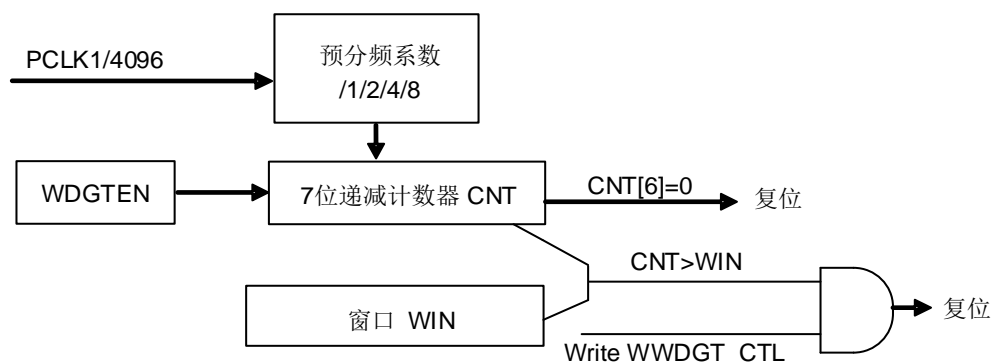 PCLK1/4096
预分频系数
/1/2/4/8
WDGTEN
7位递减计数器 CNT
CNT[6]=0
复位
CNT>WIN
窗口 WIN
复位
Write WWDGT_CTL